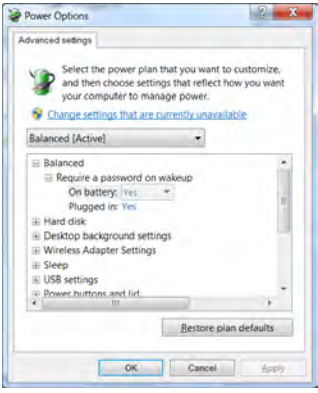 Power Options
Advanced settings
Select the power plan that you want to customize,
and then choose settings that reflect how you want
your computer to manage power.
Change settings that are currently unavailable
Balanced [Active]
Balanced
Require a password on wakeup
On battery: Yes
Plugged in: Yes
Hard disk
Desktop background settings
Wireless Adapter Settings
Sleep
USB settings
Power buttons and lid
Restore plan defaults
OK Cancel Apply